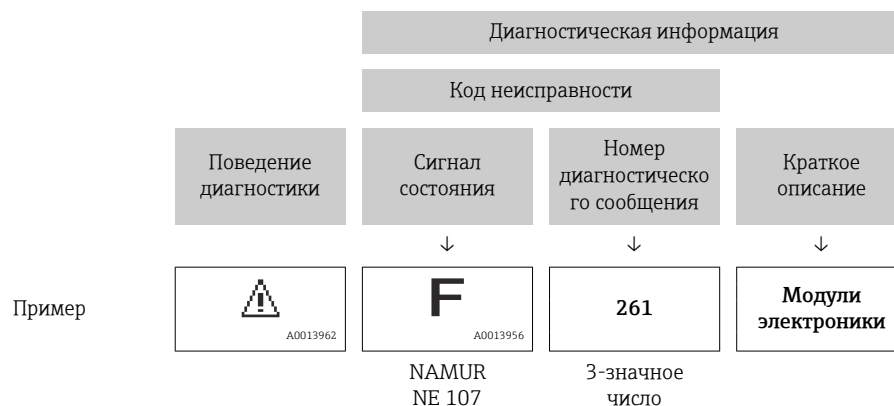 Диагностическая информация
Код неисправности
Поведение
диагностики
Сигнал
состояния
Номер
диагностическо
го сообщения
Краткое
описание
↓ ↓ ↓
Пример
A0013962
F
A0013956
261
Модули
электроники
NAMUR
NE 107
3-значное
число